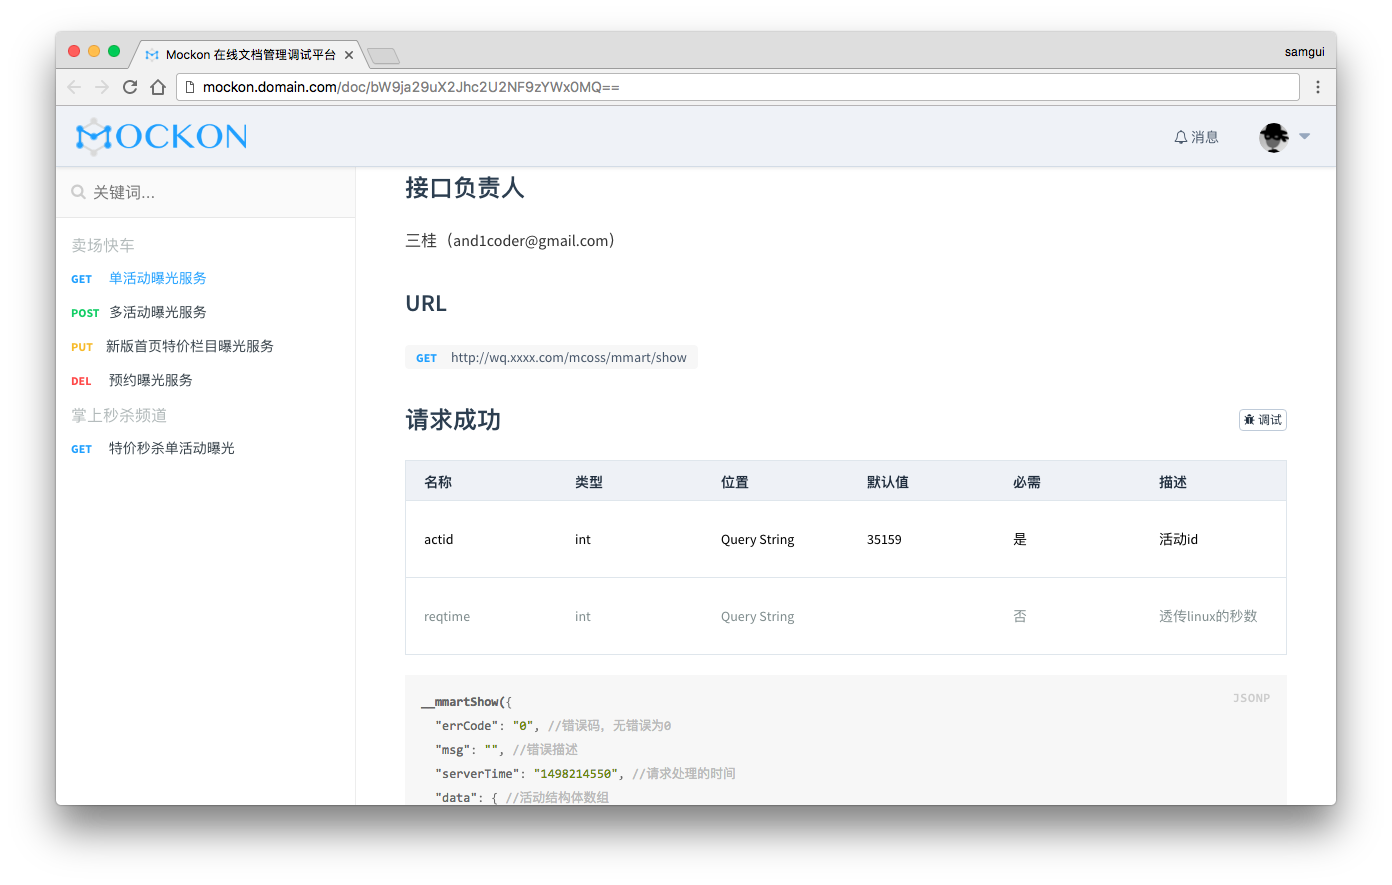 Mockon 在线文档管理调试平台
samgui
mockon.domain.com/doc/bW9ja29uX2Jhc2U2NF9zYWx0MQ==
MOCKON
消息
关键词...
卖场快车
GET 单活动曝光服务
POST 多活动曝光服务
PUT 新版首页特价栏目曝光服务
DEL 预约曝光服务
掌上秒杀频道
GET 特价秒杀单活动曝光
接口负责人
三桂（and1coder@gmail.com）
URL
GET http://wq.xxxx.com/mcoss/mmart/show
请求成功
调试
名称 类型 位置 默认值 必需 描述
actid int Query String 35159 是 活动id
reqtime int Query String 否 透传linux的秒数
JSONP
__mmartShow({
"errCode": "0", //错误码，无错误为0
"msg": "", //错误描述
"serverTime": "1498214550", //请求处理的时间
"data": { //活动结构体数组